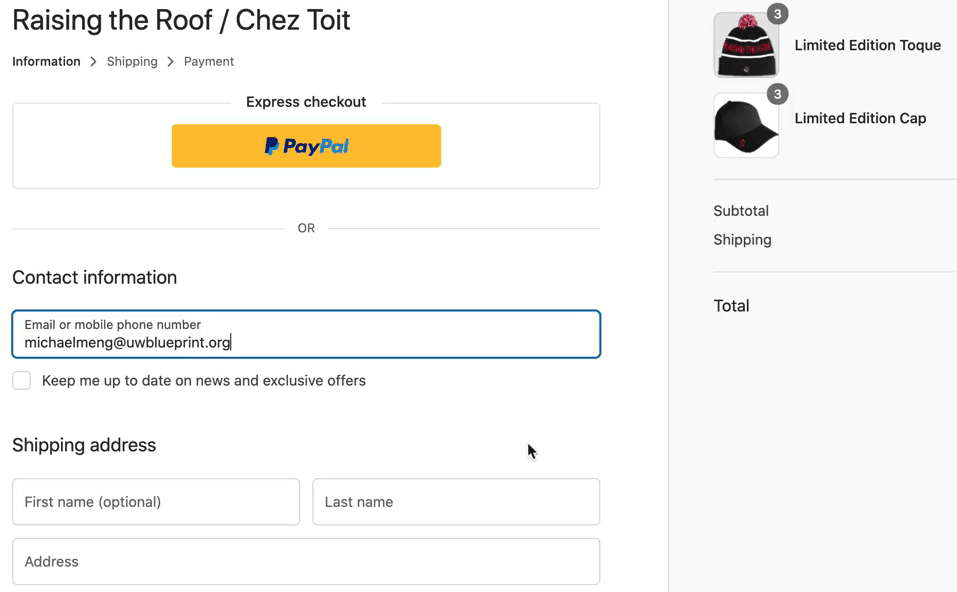 Raising the Roof / Chez Toit
Information > Shipping > Payment
Express checkout
PayPal
OR
Contact information
Email or mobile phone number
michaelmeng@uwblueprint.org
Keep me up to date on news and exclusive offers
Shipping address
First name (optional) Last name
Address
3
Limited Edition Toque
3
Limited Edition Cap
Subtotal
Shipping
Total